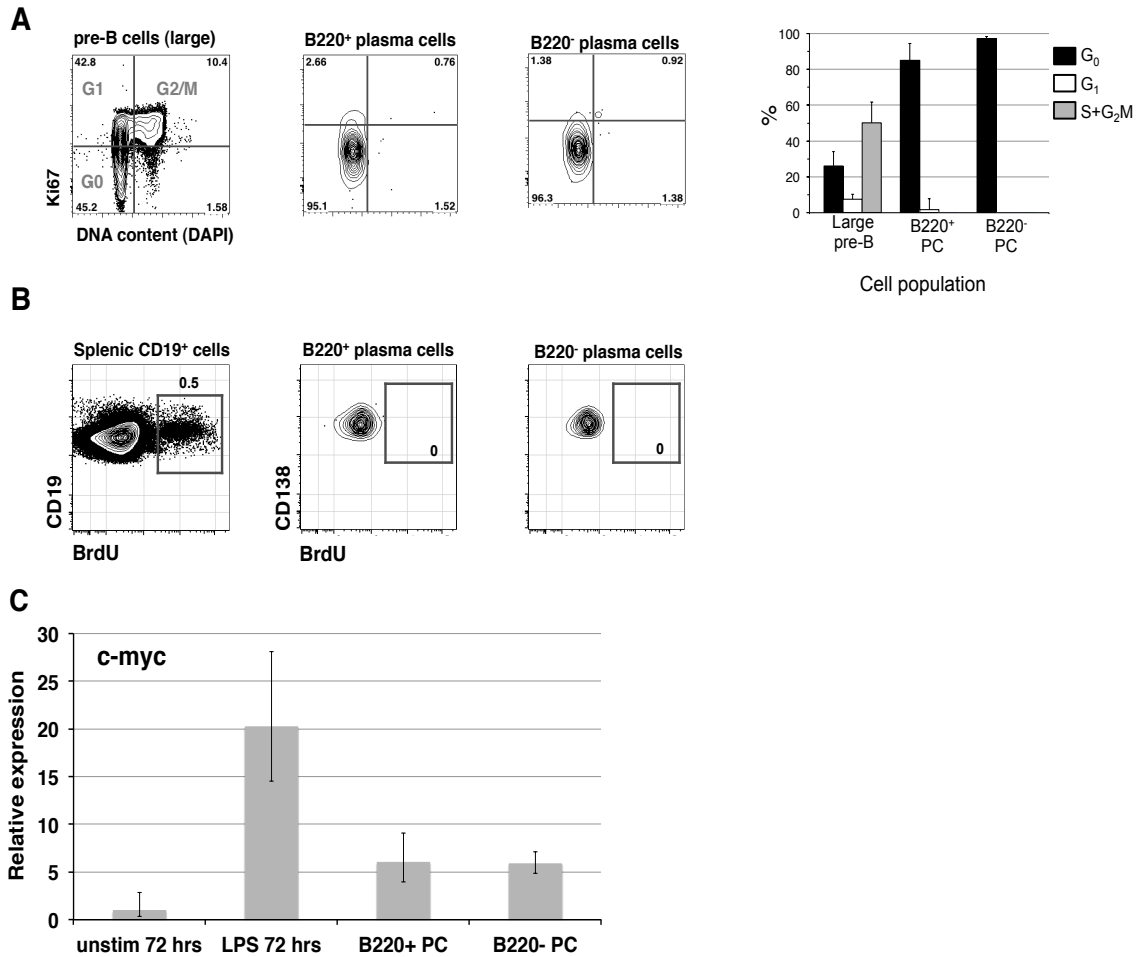 A
pre-B cells (large)
42.8 10.4
G1 G2/M
G0
45.2 1.58
Ki67
DNA content (DAPI)
B220+ plasma cells
2.66 0.76
95.1 1.52
B220- plasma cells
1.38 0.92
96.3 1.38
100
80
60
40
20
0
%
G0
G1
S+G2M
Large pre-B
B220+ PC
B220- PC
Cell population
B
Splenic CD19+ cells
0.5
CD19
BrdU
B220+ plasma cells
0
CD138
BrdU
B220- plasma cells
0
C
c-myc
30
25
20
15
10
5
0
Relative expression
unstim 72 hrs LPS 72 hrs B220+ PC B220- PC